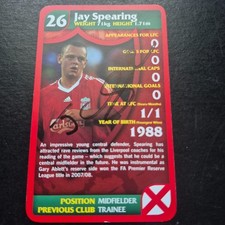 26 Jay Spearing
WEIGHT 71kg HEIGHT 1.71m
APPEARANCES FOR LFC
0
GOALS FOR LFC
0
INTERNATIONAL CAPS
0
INTERNATIONAL GOALS
0
TIME AT LFC
1/1
YEAR OF BIRTH
1988
Carlsberg
An impressive young central defender, Spearing has
attracted rave reviews from the Liverpool coaches for his
reading of the game – which suggests that he could be a
central midfielder in the future. He was instrumental as
Gary Ablett's reserve side won the FA Premier Reserve
League title in 2007/08.
POSITION MIDFIELDER
PREVIOUS CLUB TRAINEE